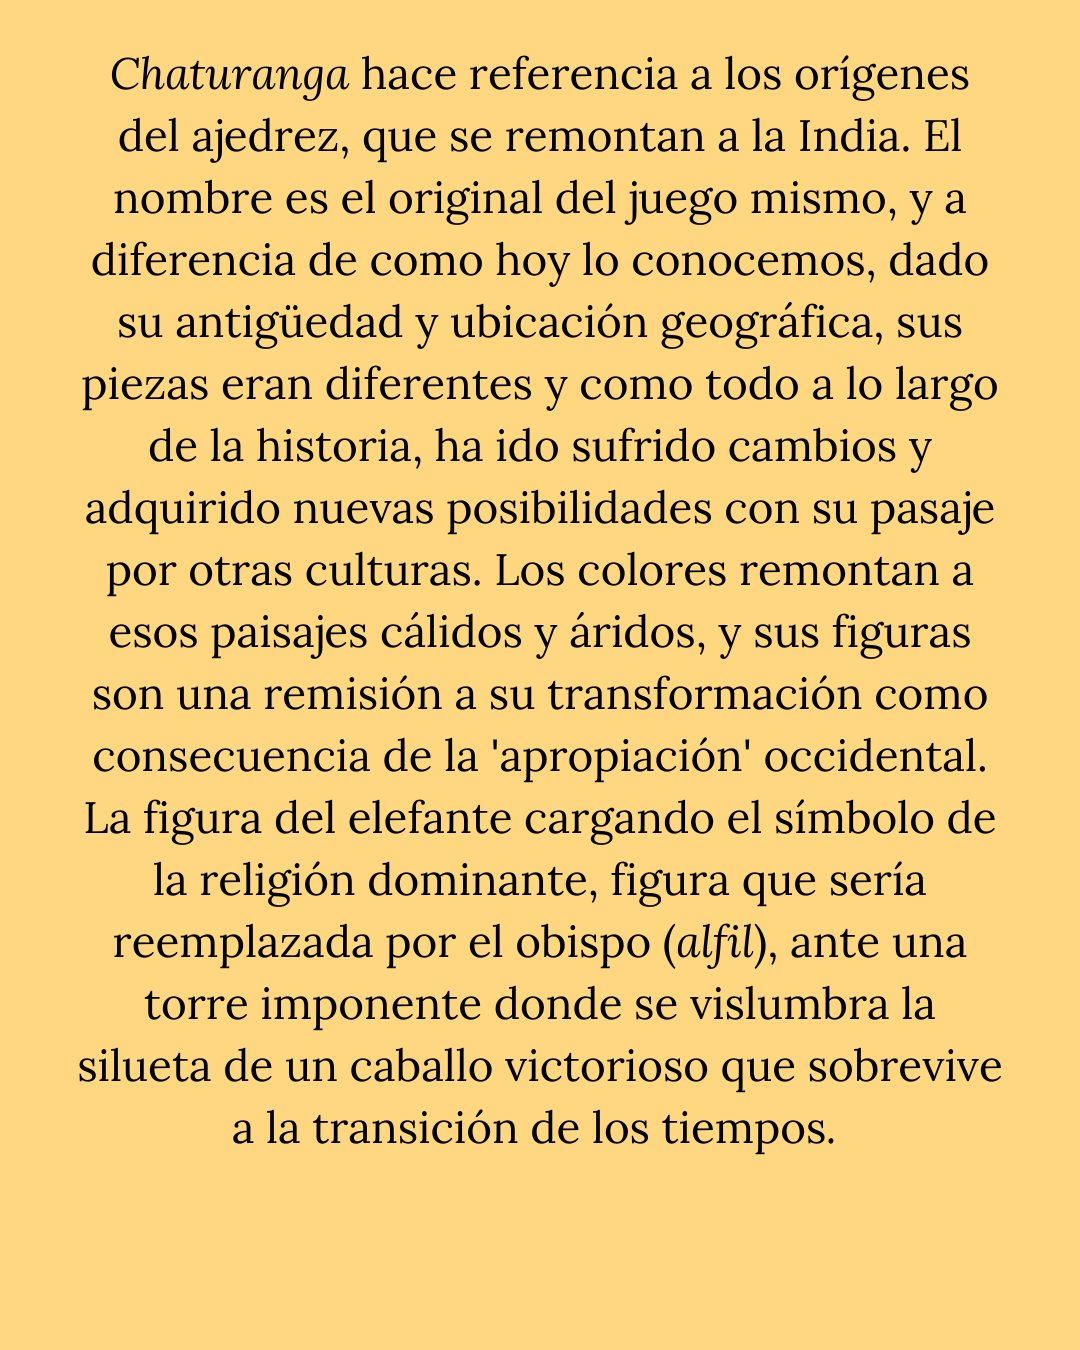 Chaturanga hace referencia a los orígenes
del ajedrez, que se remontan a la India. El
nombre es el original del juego mismo, y a
diferencia de como hoy lo conocemos, dado
su antigüedad y ubicación geográfica, sus
piezas eran diferentes y como todo a lo largo
de la historia, ha ido sufrido cambios y
adquirido nuevas posibilidades con su pasaje
por otras culturas. Los colores remontan a
esos paisajes cálidos y áridos, y sus figuras
son una remisión a su transformación como
consecuencia de la 'apropiación' occidental.
La figura del elefante cargando el símbolo de
la religión dominante, figura que sería
reemplazada por el obispo (alfil), ante una
torre imponente donde se vislumbra la
silueta de un caballo victorioso que sobrevive
a la transición de los tiempos.